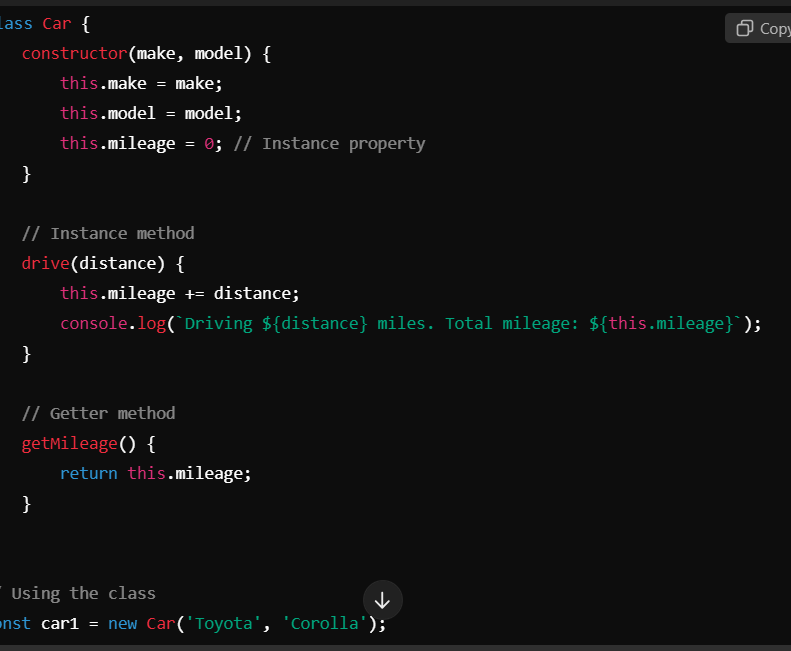 lass Car {
Copy
constructor(make, model) {
this.make = make;
this.model = model;
this.mileage = 0; // Instance property
}
// Instance method
drive(distance) {
this.mileage += distance;
console.log(`Driving ${distance} miles. Total mileage: ${this.mileage}`);
}
// Getter method
getMileage() {
return this.mileage;
}
/ Using the class
onst car1 = new Car('Toyota', 'Corolla');